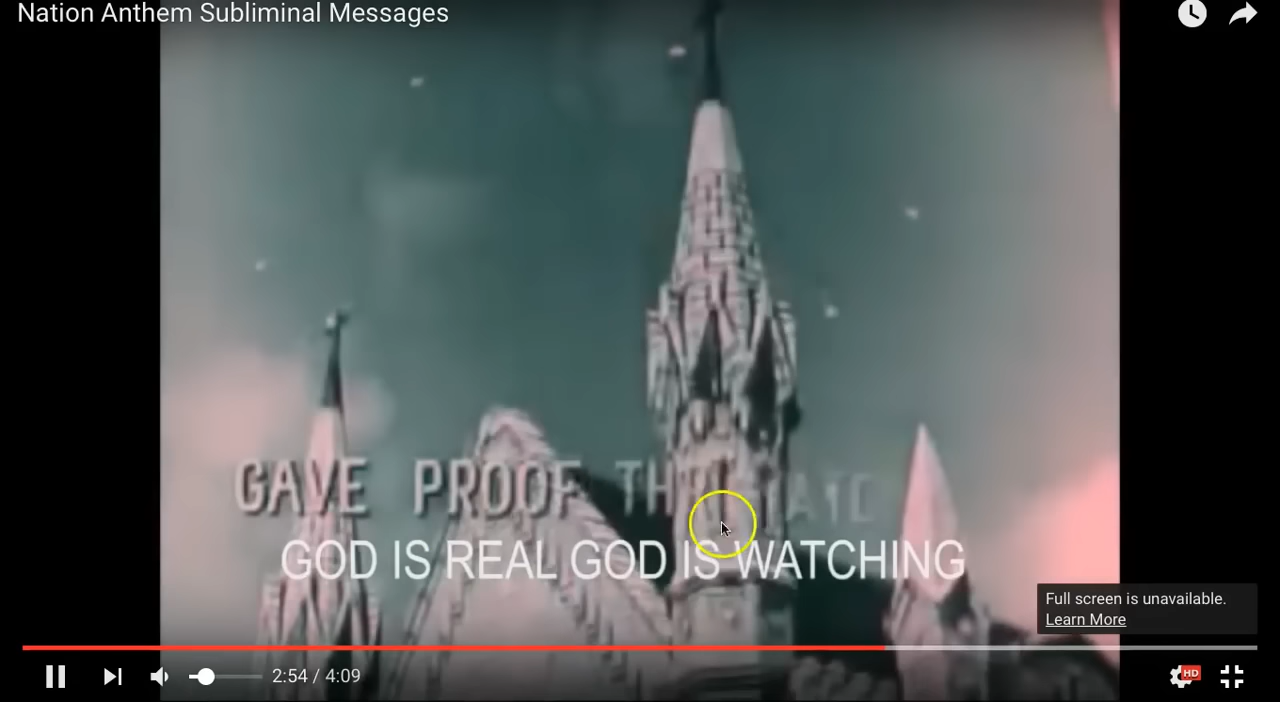 Nation Anthem Subliminal Messages
GAVE PROOF
GOD IS REAL GOD IS WATCHING
Full screen is unavailable.
Learn More
2:54 / 4:09
HD